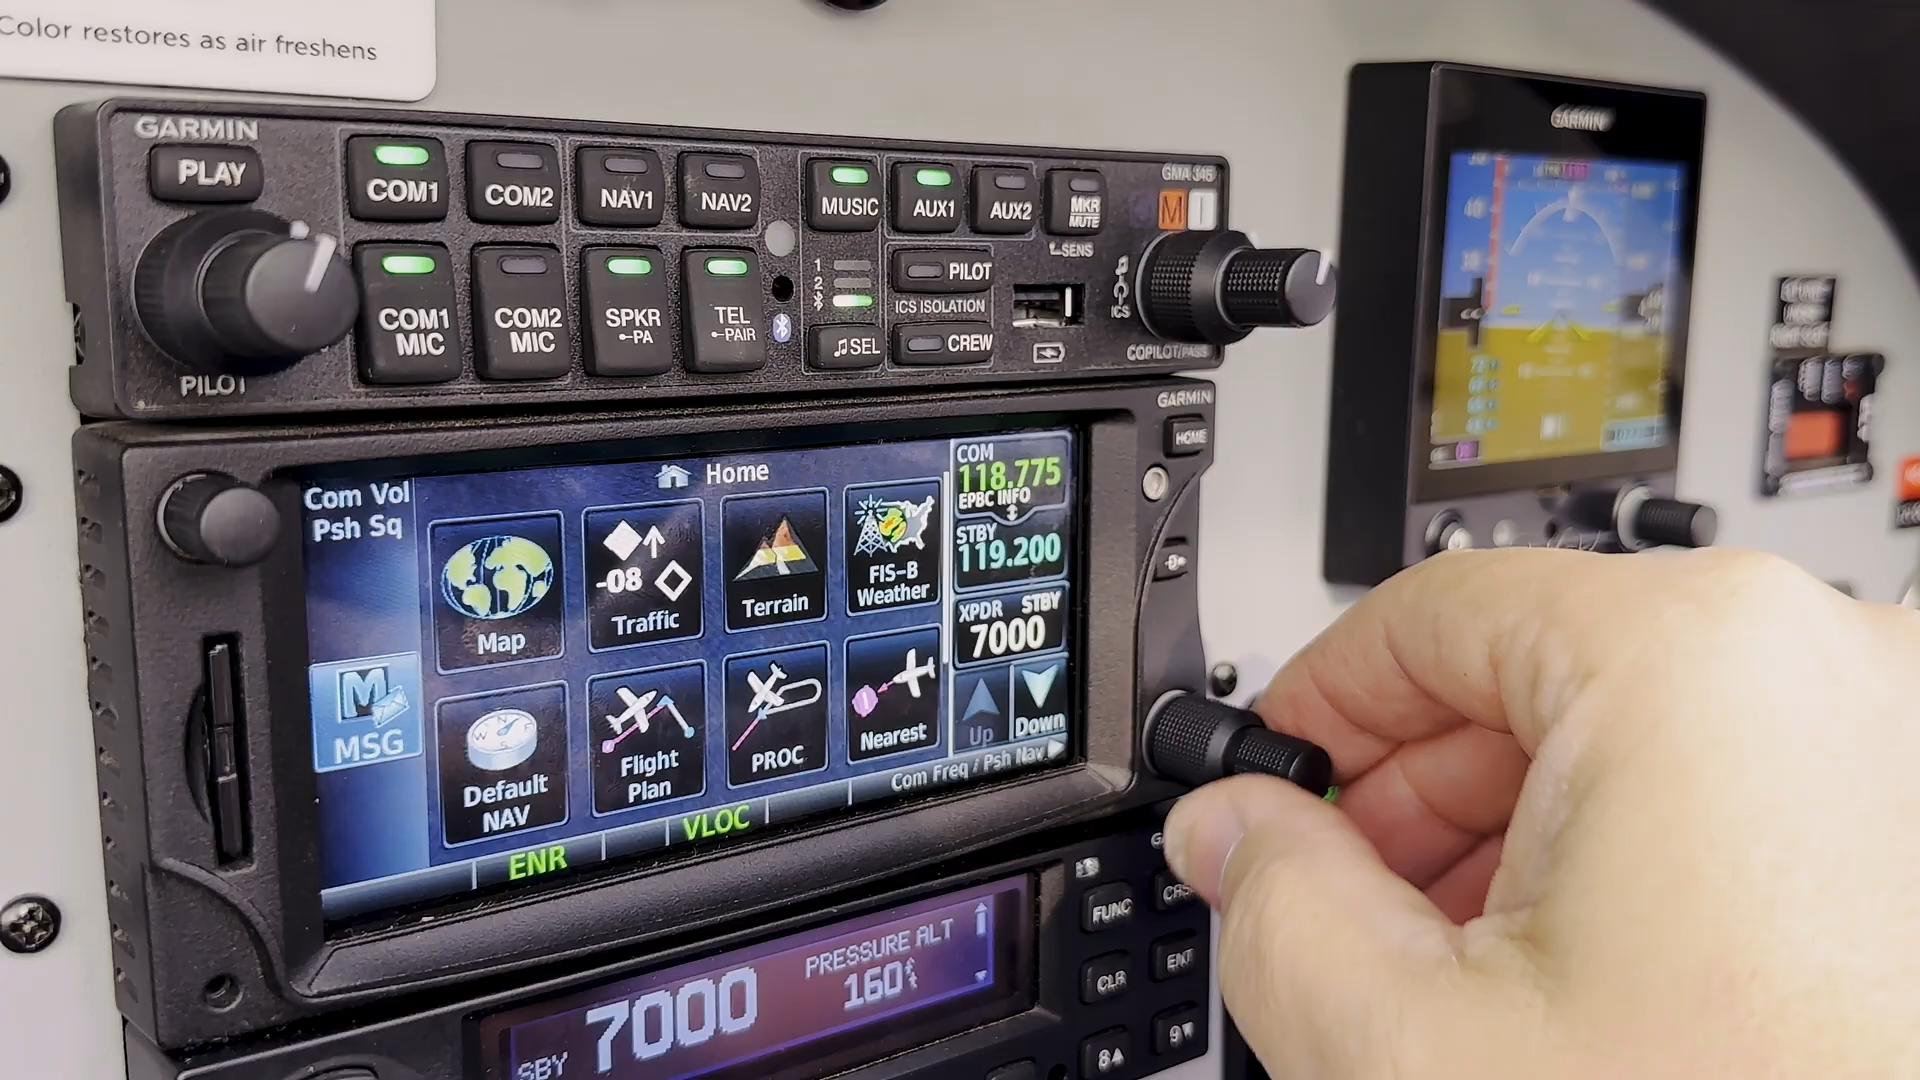 Color restores as air freshens
GARMIN
PLAY
COM1
COM2
NAV1
NAV2
MUSIC
AUX1
AUX2
MKR
MUTE
GMA 345
M
SENS
COM1
MIC
COM2
MIC
SPKR
PA
TEL
PAIR
1
2
SEL
PILOT
ICS ISOLATION
CREW
ICS
COPILOT/PASS
PILOT
GARMIN
HOME
Com Vol
Psh Sq
Home
Map
-08
Traffic
Terrain
FIS-B
Weather
COM
118.775
EPBC INFO
STBY
119.200
XPDR STBY
7000
MSG
N
S
Default
NAV
Flight
Plan
PROC
Nearest
Up
Down
Com Freq / Psh Nav
ENR
VLOC
SBY
7000
PRESSURE ALT
160
FUNC
CLR
ENT
8
9
GARMIN